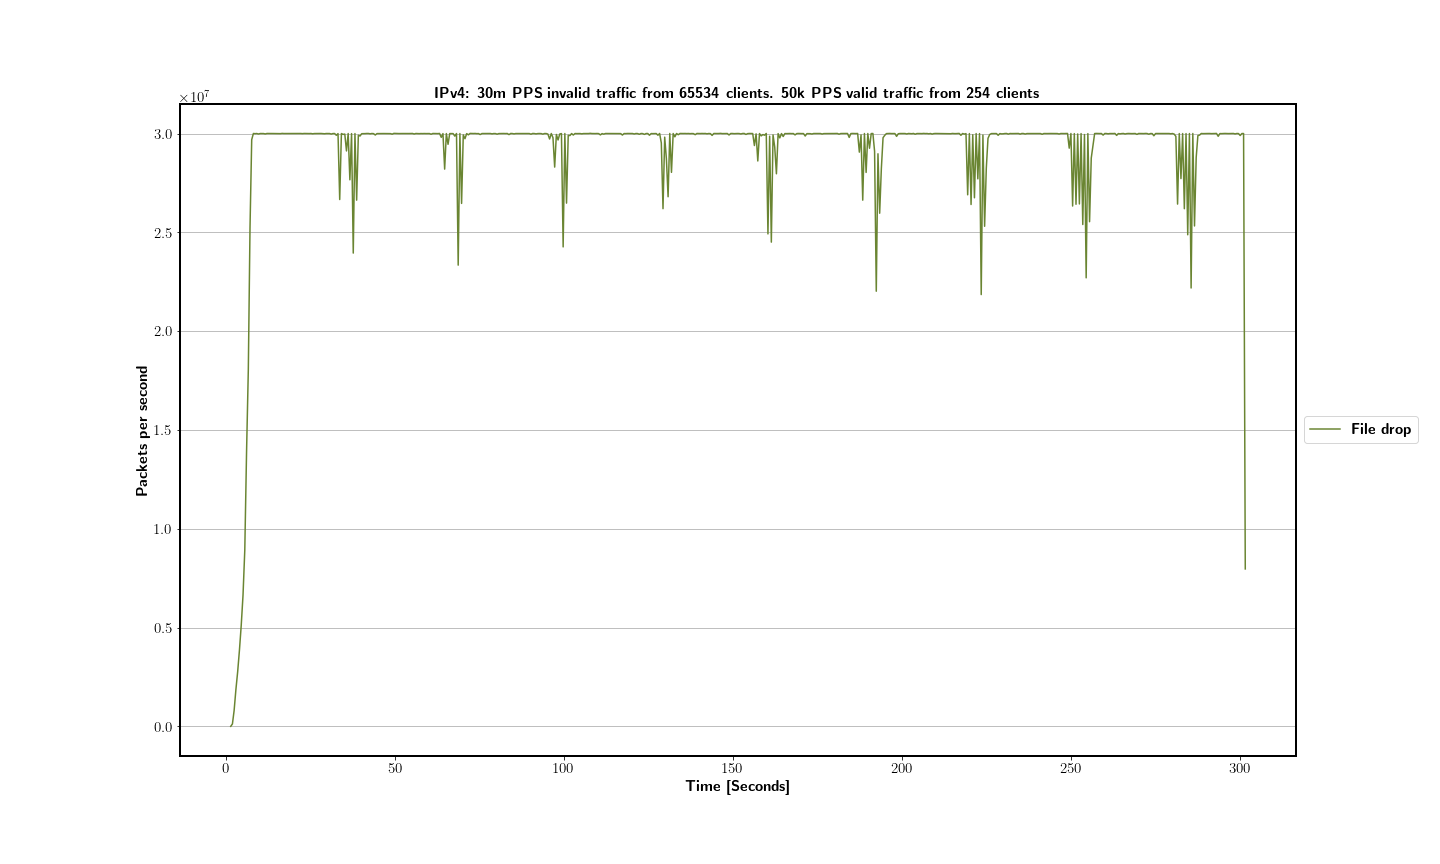 IPv4: 30m PPS invalid traffic from 65534 clients. 50k PPS valid traffic from 254 clients
×10⁷
3.0
2.5
2.0
1.5
1.0
0.5
0.0
Packets per second
0 50 100 150 200 250 300
Time [Seconds]
File drop